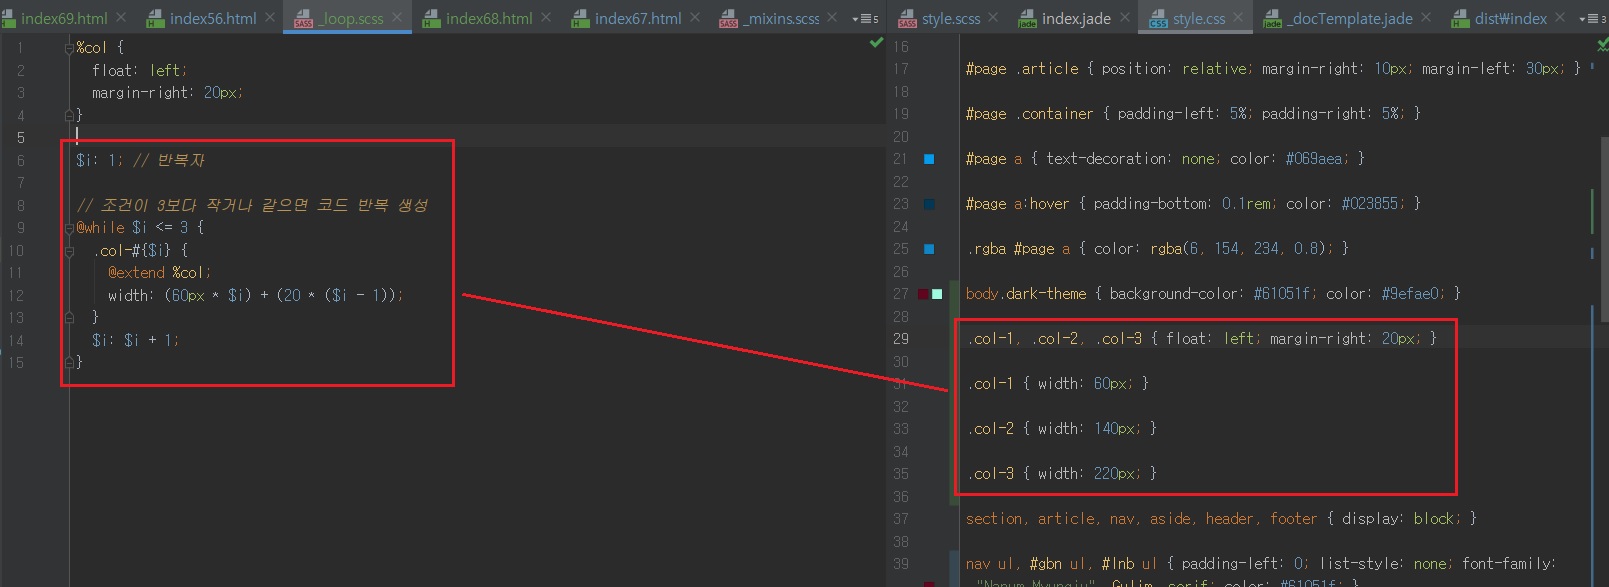 index69.html
index56.html
_loop.scss
index68.html
index67.html
_mixins.scss
5
style.scss
index.jade
style.css
_docTemplate.jade
dist₩index
3
1 %col {
2 float: left;
3 margin-right: 20px;
4 }
5
6 $i: 1; // 반복자
7
8 // 조건이 3보다 작거나 같으면 코드 반복 생성
9 @while $i <= 3 {
10 .col-#{$i} {
11 @extend %col;
12 width: (60px * $i) + (20 * ($i - 1));
13 }
14 $i: $i + 1;
15 }
16
17 #page .article { position: relative; margin-right: 10px; margin-left: 30px; }
18
19 #page .container { padding-left: 5%; padding-right: 5%; }
20
21 #page a { text-decoration: none; color: #069aea; }
22
23 #page a:hover { padding-bottom: 0.1rem; color: #023855; }
24
25 .rgba #page a { color: rgba(6, 154, 234, 0.8); }
26
27 body.dark-theme { background-color: #61051f; color: #9efae0; }
28
29 .col-1, .col-2, .col-3 { float: left; margin-right: 20px; }
30
31 .col-1 { width: 60px; }
32
33 .col-2 { width: 140px; }
34
35 .col-3 { width: 220px; }
36
37 section, article, nav, aside, header, footer { display: block; }
38
39 nav ul, #gbn ul, #lnb ul { padding-left: 0; list-style: none; font-family:
"Nanum Myungjo", Gulim, serif; color: #61051f; }